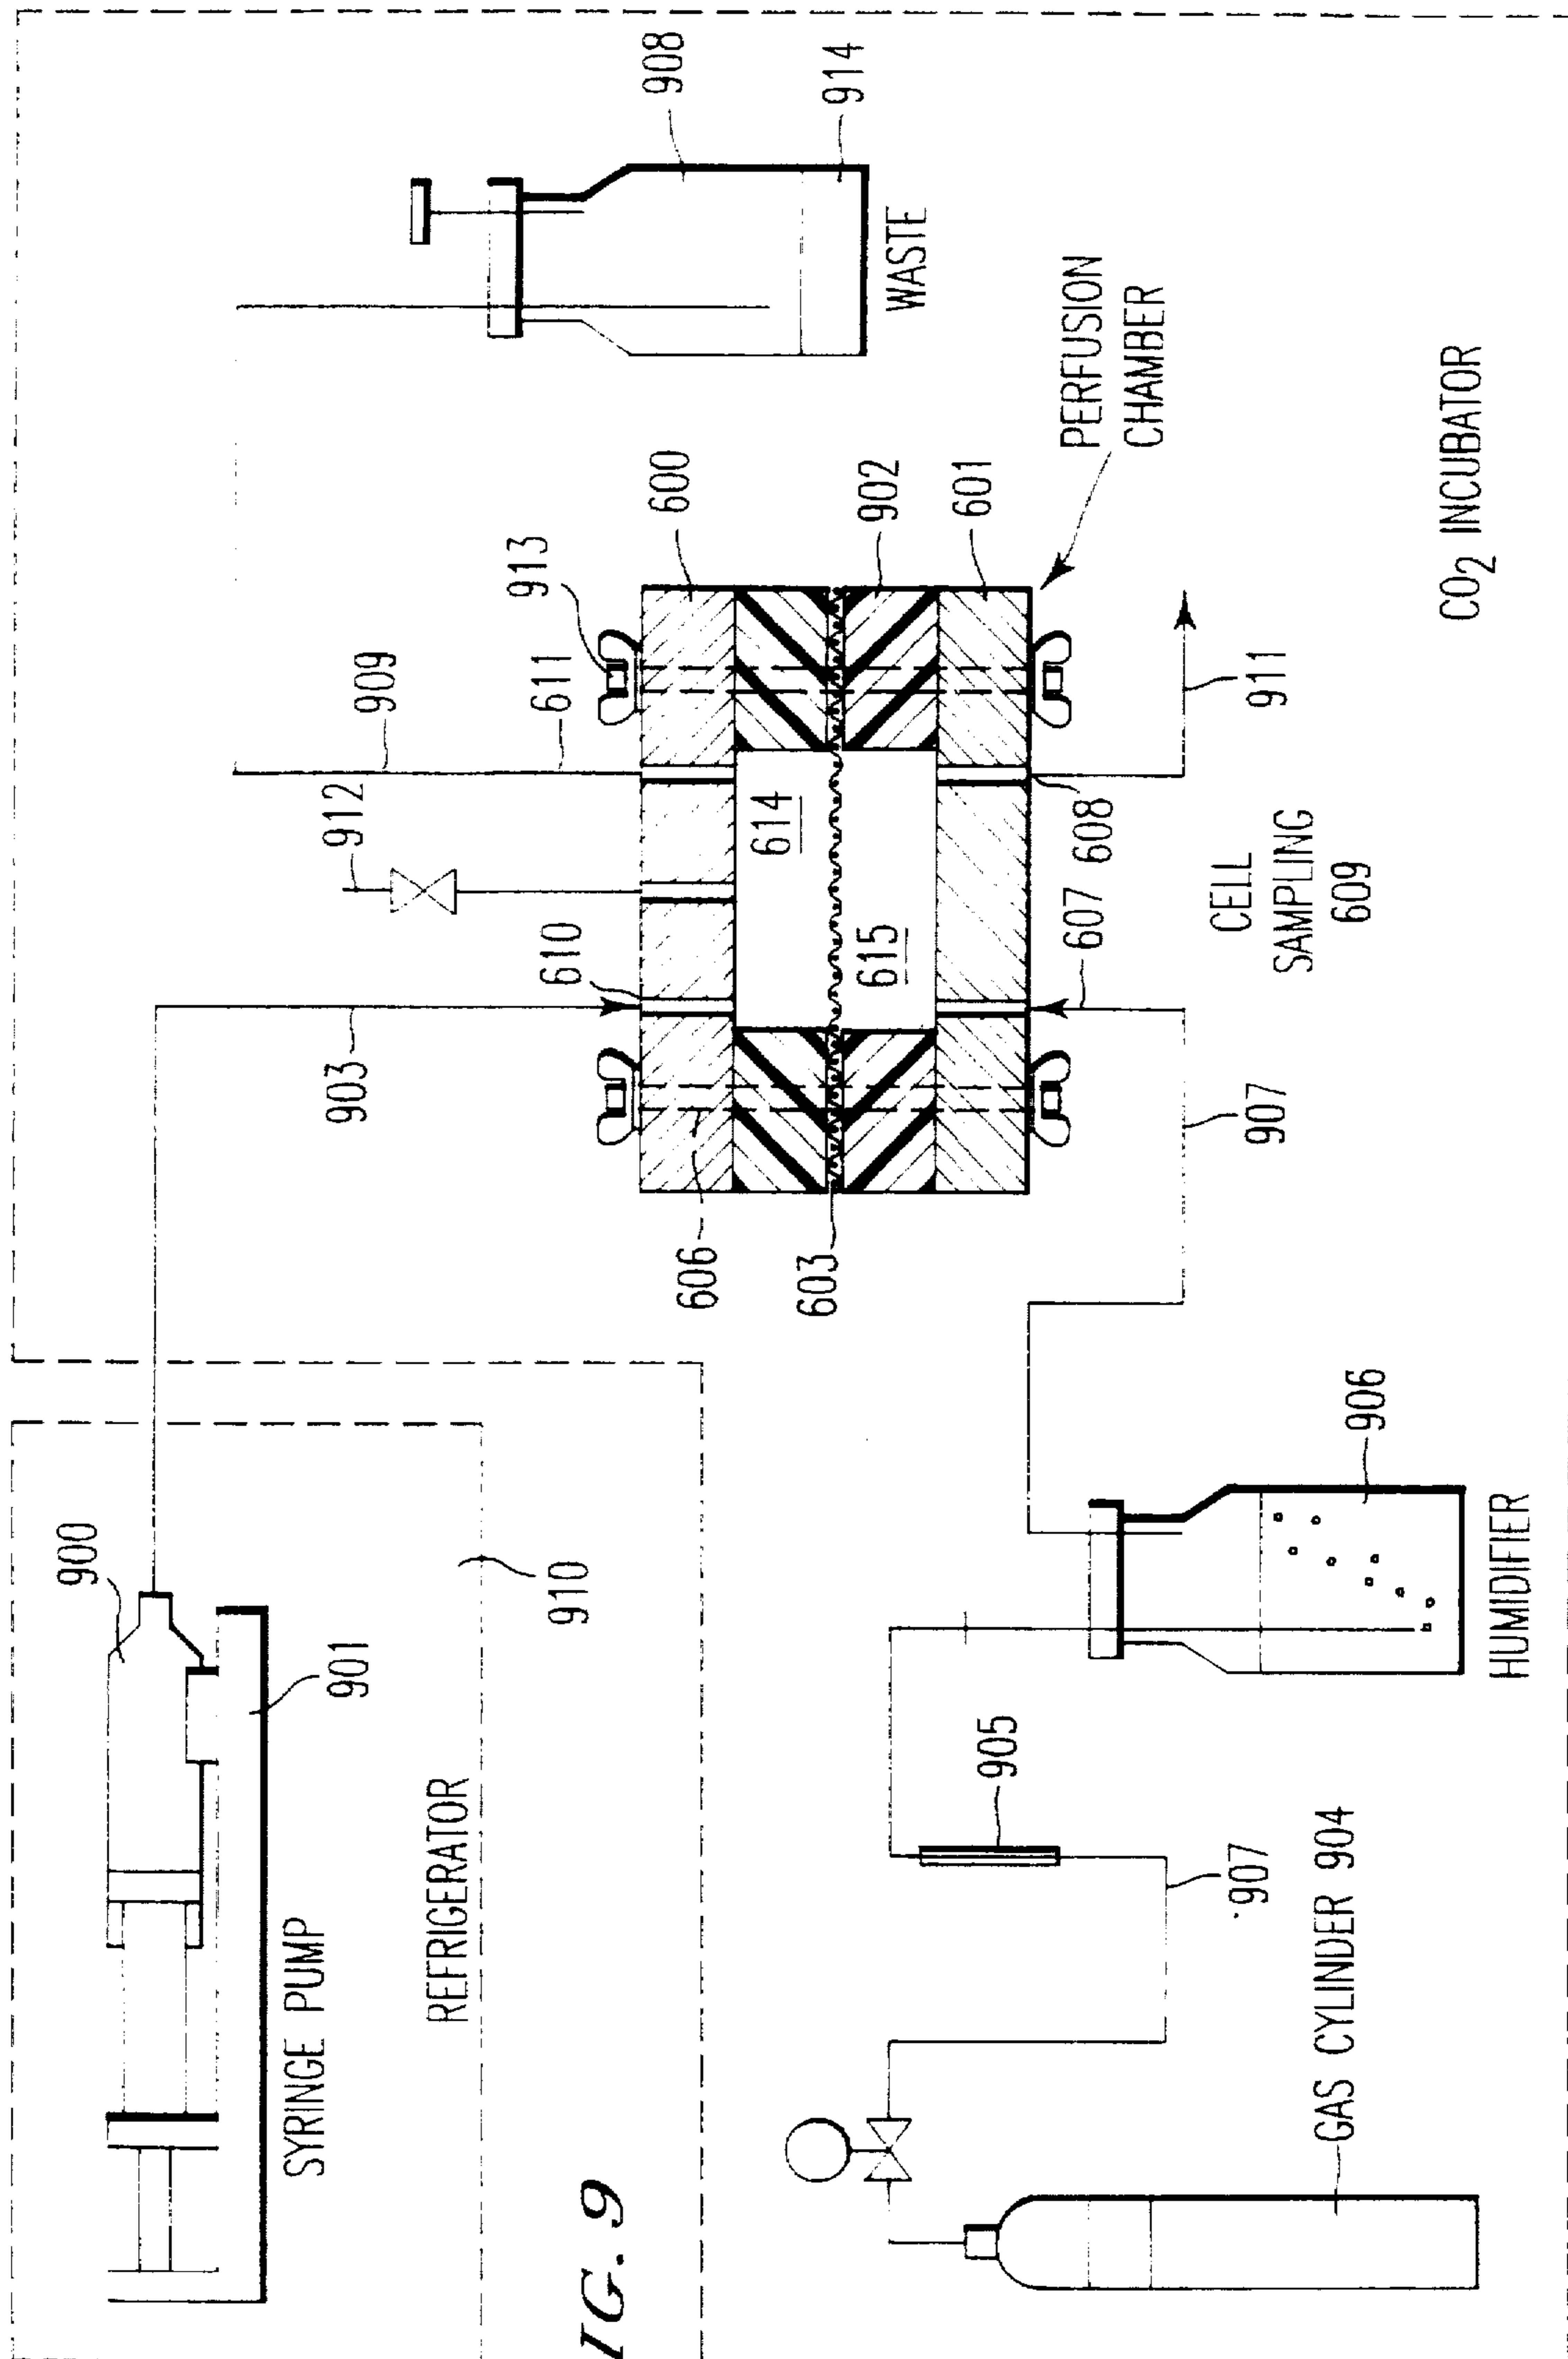 900
901
SYRINGE PUMP
REFRIGERATOR
910
903
912
909
611
913
600
902
601
610
614
615
606
603
607
608
911
907
PERFUSION
CHAMBER
908
914
WASTE
CELL
SAMPLING
609
CO2 INCUBATOR
906
HUMIDIFIER
905
907
GAS CYLINDER 904
IG. 9